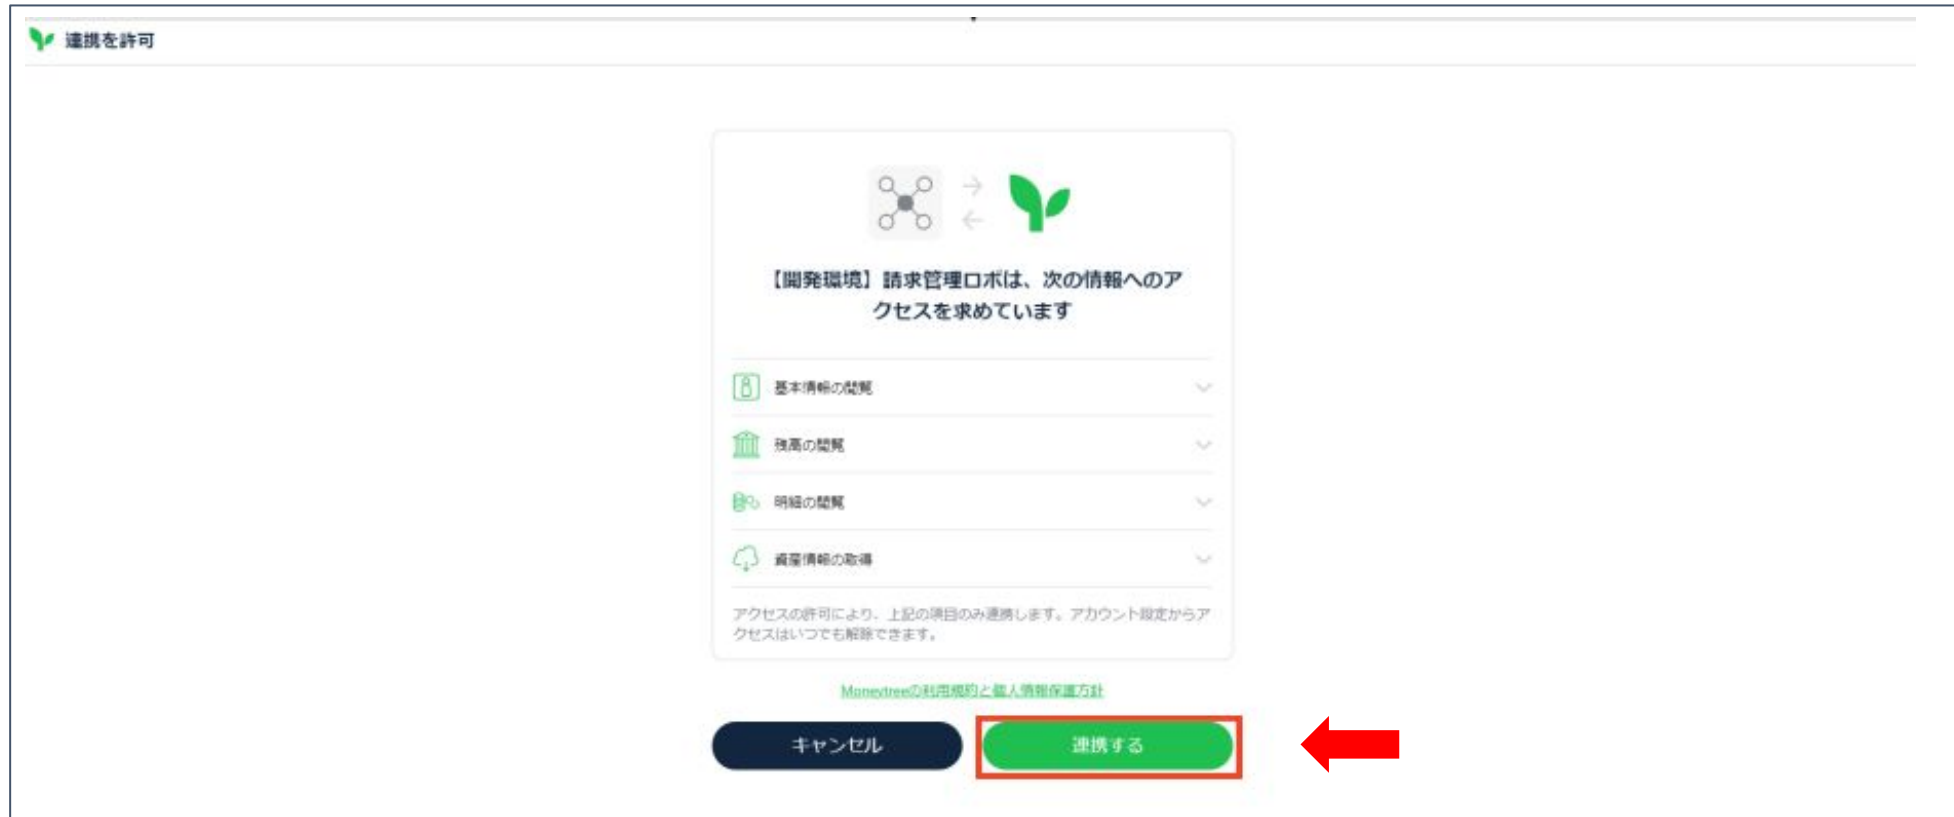 連携を許可
【開発環境】請求管理ロボは、次の情報へのア
クセスを求めています
基本情報の閲覧
残高の閲覧
明細の閲覧
資産情報の取得
アクセスの許可により、上記の項目のみ連携します。アカウント設定からア
クセスはいつでも解除できます。
Moneytreeの利用規約と個人情報保護方針
キャンセル
連携する